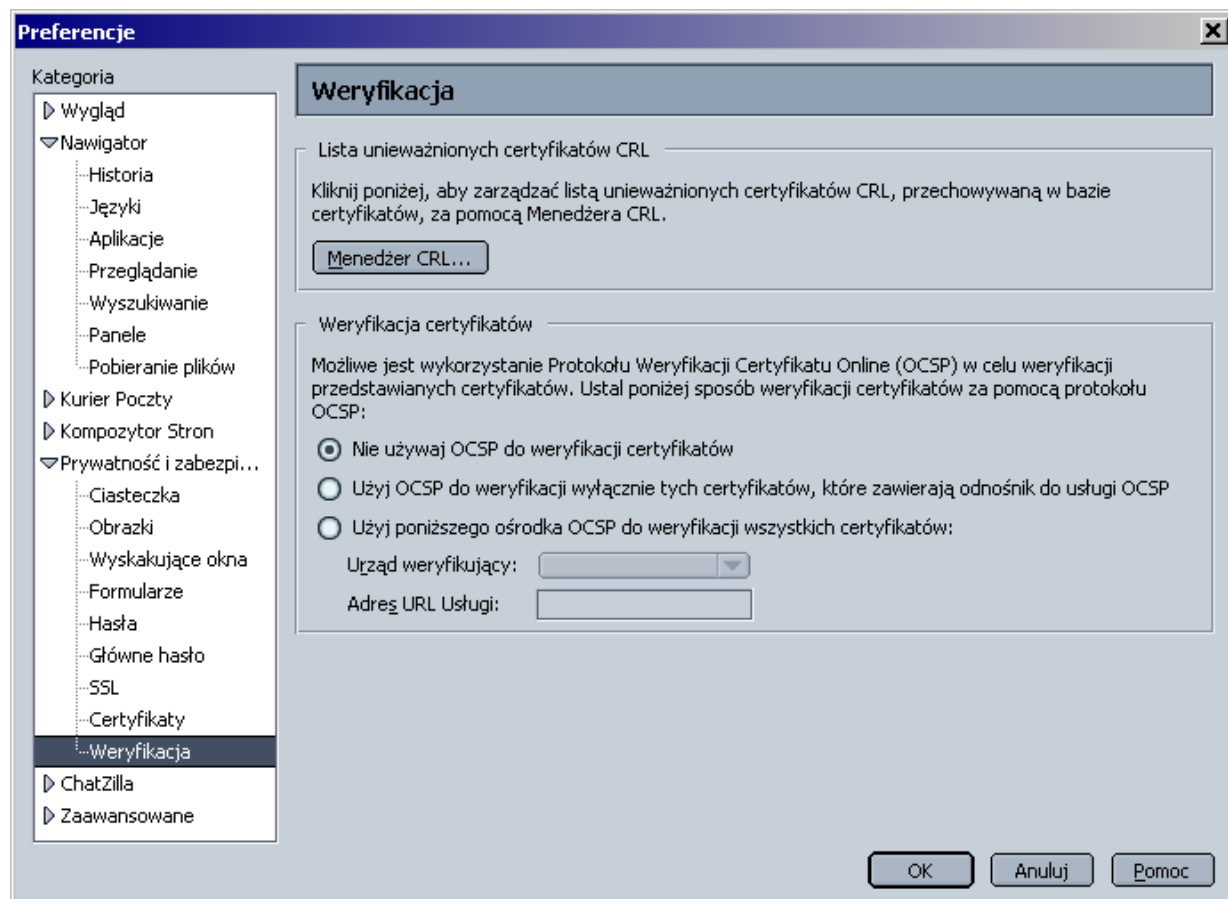 Preferencje
Kategoria
Wygląd
Nawigator
Historia
Języki
Aplikacje
Przeglądanie
Wyszukiwanie
Panele
Pobieranie plików
Kurier Poczty
Kompozytor Stron
Prywatność i zabezpi...
Ciasteczka
Obrazki
Wyskakujące okna
Formularze
Hasła
Główne hasło
SSL
Certyfikaty
Weryfikacja
ChatZilla
Zaawansowane
Weryfikacja
Lista unieważnionych certyfikatów CRL
Kliknij poniżej, aby zarządzać listą unieważnionych certyfikatów CRL, przechowywaną w bazie
certyfikatów, za pomocą Menedżera CRL.
Menedżer CRL...
Weryfikacja certyfikatów
Możliwe jest wykorzystanie Protokołu Weryfikacji Certyfikatu Online (OCSP) w celu weryfikacji
przedstawianych certyfikatów. Ustal poniżej sposób weryfikacji certyfikatów za pomocą protokołu
OCSP:
Nie używaj OCSP do weryfikacji certyfikatów
Użyj OCSP do weryfikacji wyłącznie tych certyfikatów, które zawierają odnośnik do usługi OCSP
Użyj poniższego ośrodka OCSP do weryfikacji wszystkich certyfikatów:
Urząd weryfikujący:
Adres URL Usługi:
OK
Anuluj
Pomoc